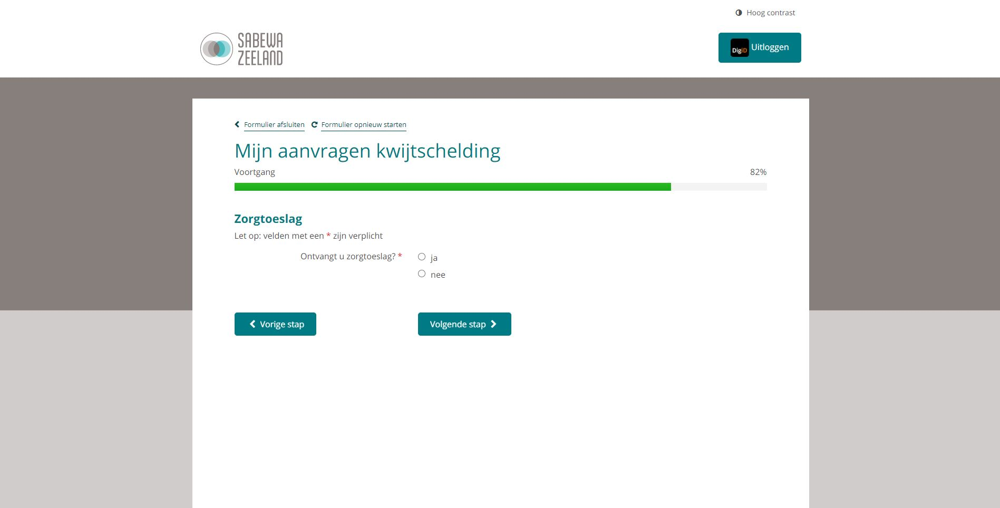 Hoog contrast
SABEWA
ZEELAND
DigiD Uitloggen
Formulier afsluiten Formulier opnieuw starten
Mijn aanvragen kwijtschelding
Voortgang 82%
Zorgtoeslag
Let op: velden met een * zijn verplicht
Ontvangt u zorgtoeslag? * ja
nee
Vorige stap Volgende stap